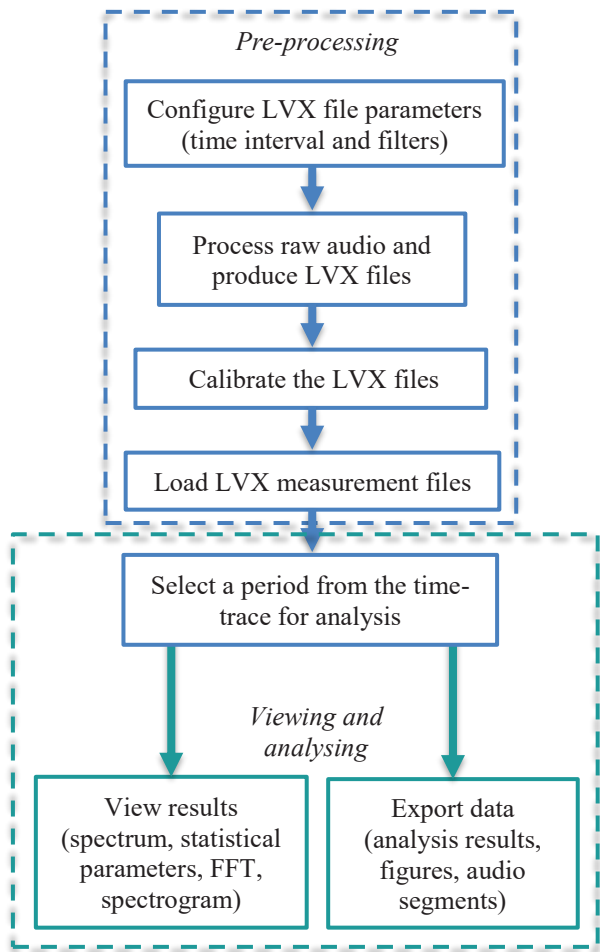 Pre-processing
Configure LVX file parameters
(time interval and filters)
Process raw audio and
produce LVX files
Calibrate the LVX files
Load LVX measurement files
Select a period from the time-
trace for analysis
Viewing and
analysing
View results
(spectrum, statistical
parameters, FFT,
spectrogram)
Export data
(analysis results,
figures, audio
segments)